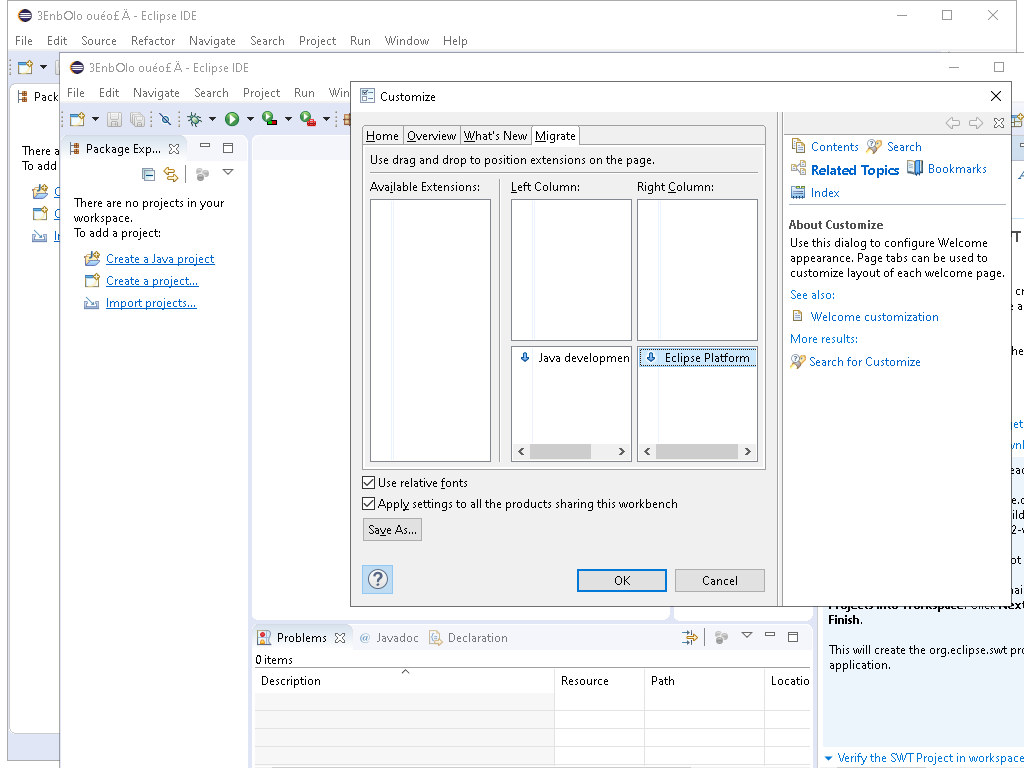 3EnbOlo ouéo£ Ä - Eclipse IDE
File Edit Source Refactor Navigate Search Project Run Window Help
3EnbOlo ouéo£ Ä - Eclipse IDE
File Edit Navigate Search Project Run
Customize
Home Overview What's New Migrate
Use drag and drop to position extensions on the page.
Available Extensions: Left Column: Right Column:
Java developmen Eclipse Platform
Use relative fonts
Apply settings to all the products sharing this workbench
Save As...
OK Cancel
Contents Search
Related Topics Bookmarks
Index
About Customize
Use this dialog to configure Welcome
appearance. Page tabs can be used to
customize layout of each welcome page.
See also:
Welcome customization
More results:
Search for Customize
Pack
There a
To add
Package Exp...
There are no projects in your
workspace.
To add a project:
Create a Java project
Create a project...
Import projects...
Problems Javadoc Declaration
0 items
Description Resource Path Locatio
Finish.
This will create the org.eclipse.swt pro
application.
Verify the SWT Project in workspace